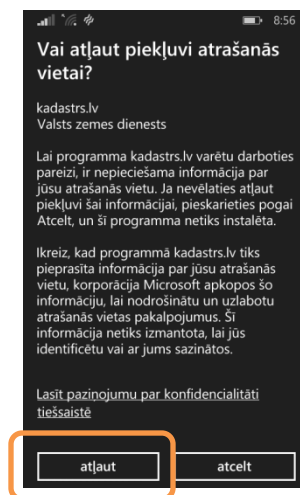 8:56
Vai atļaut piekļuvi atrašanās
vietai?
kadastrs.lv
Valsts zemes dienests
Lai programma kadastrs.lv varētu darboties
pareizi, ir nepieciešama informācija par
jūsu atrašanās vietu. Ja nevēlaties atļaut
piekļuvi šai informācijai, pieskarieties pogai
Atcelt, un šī programma netiks instalēta.
Ikreiz, kad programmā kadastrs.lv tiks
pieprasīta informācija par jūsu atrašanās
vietu, korporācija Microsoft apkopos šo
informāciju, lai nodrošinātu un uzlabotu
atrašanās vietas pakalpojumus. Šī
informācija netiks izmantota, lai jūs
identificētu vai ar jums sazinātos.
Lasīt paziņojumu par konfidencialitāti
tiešsaistē
atļaut
atcelt